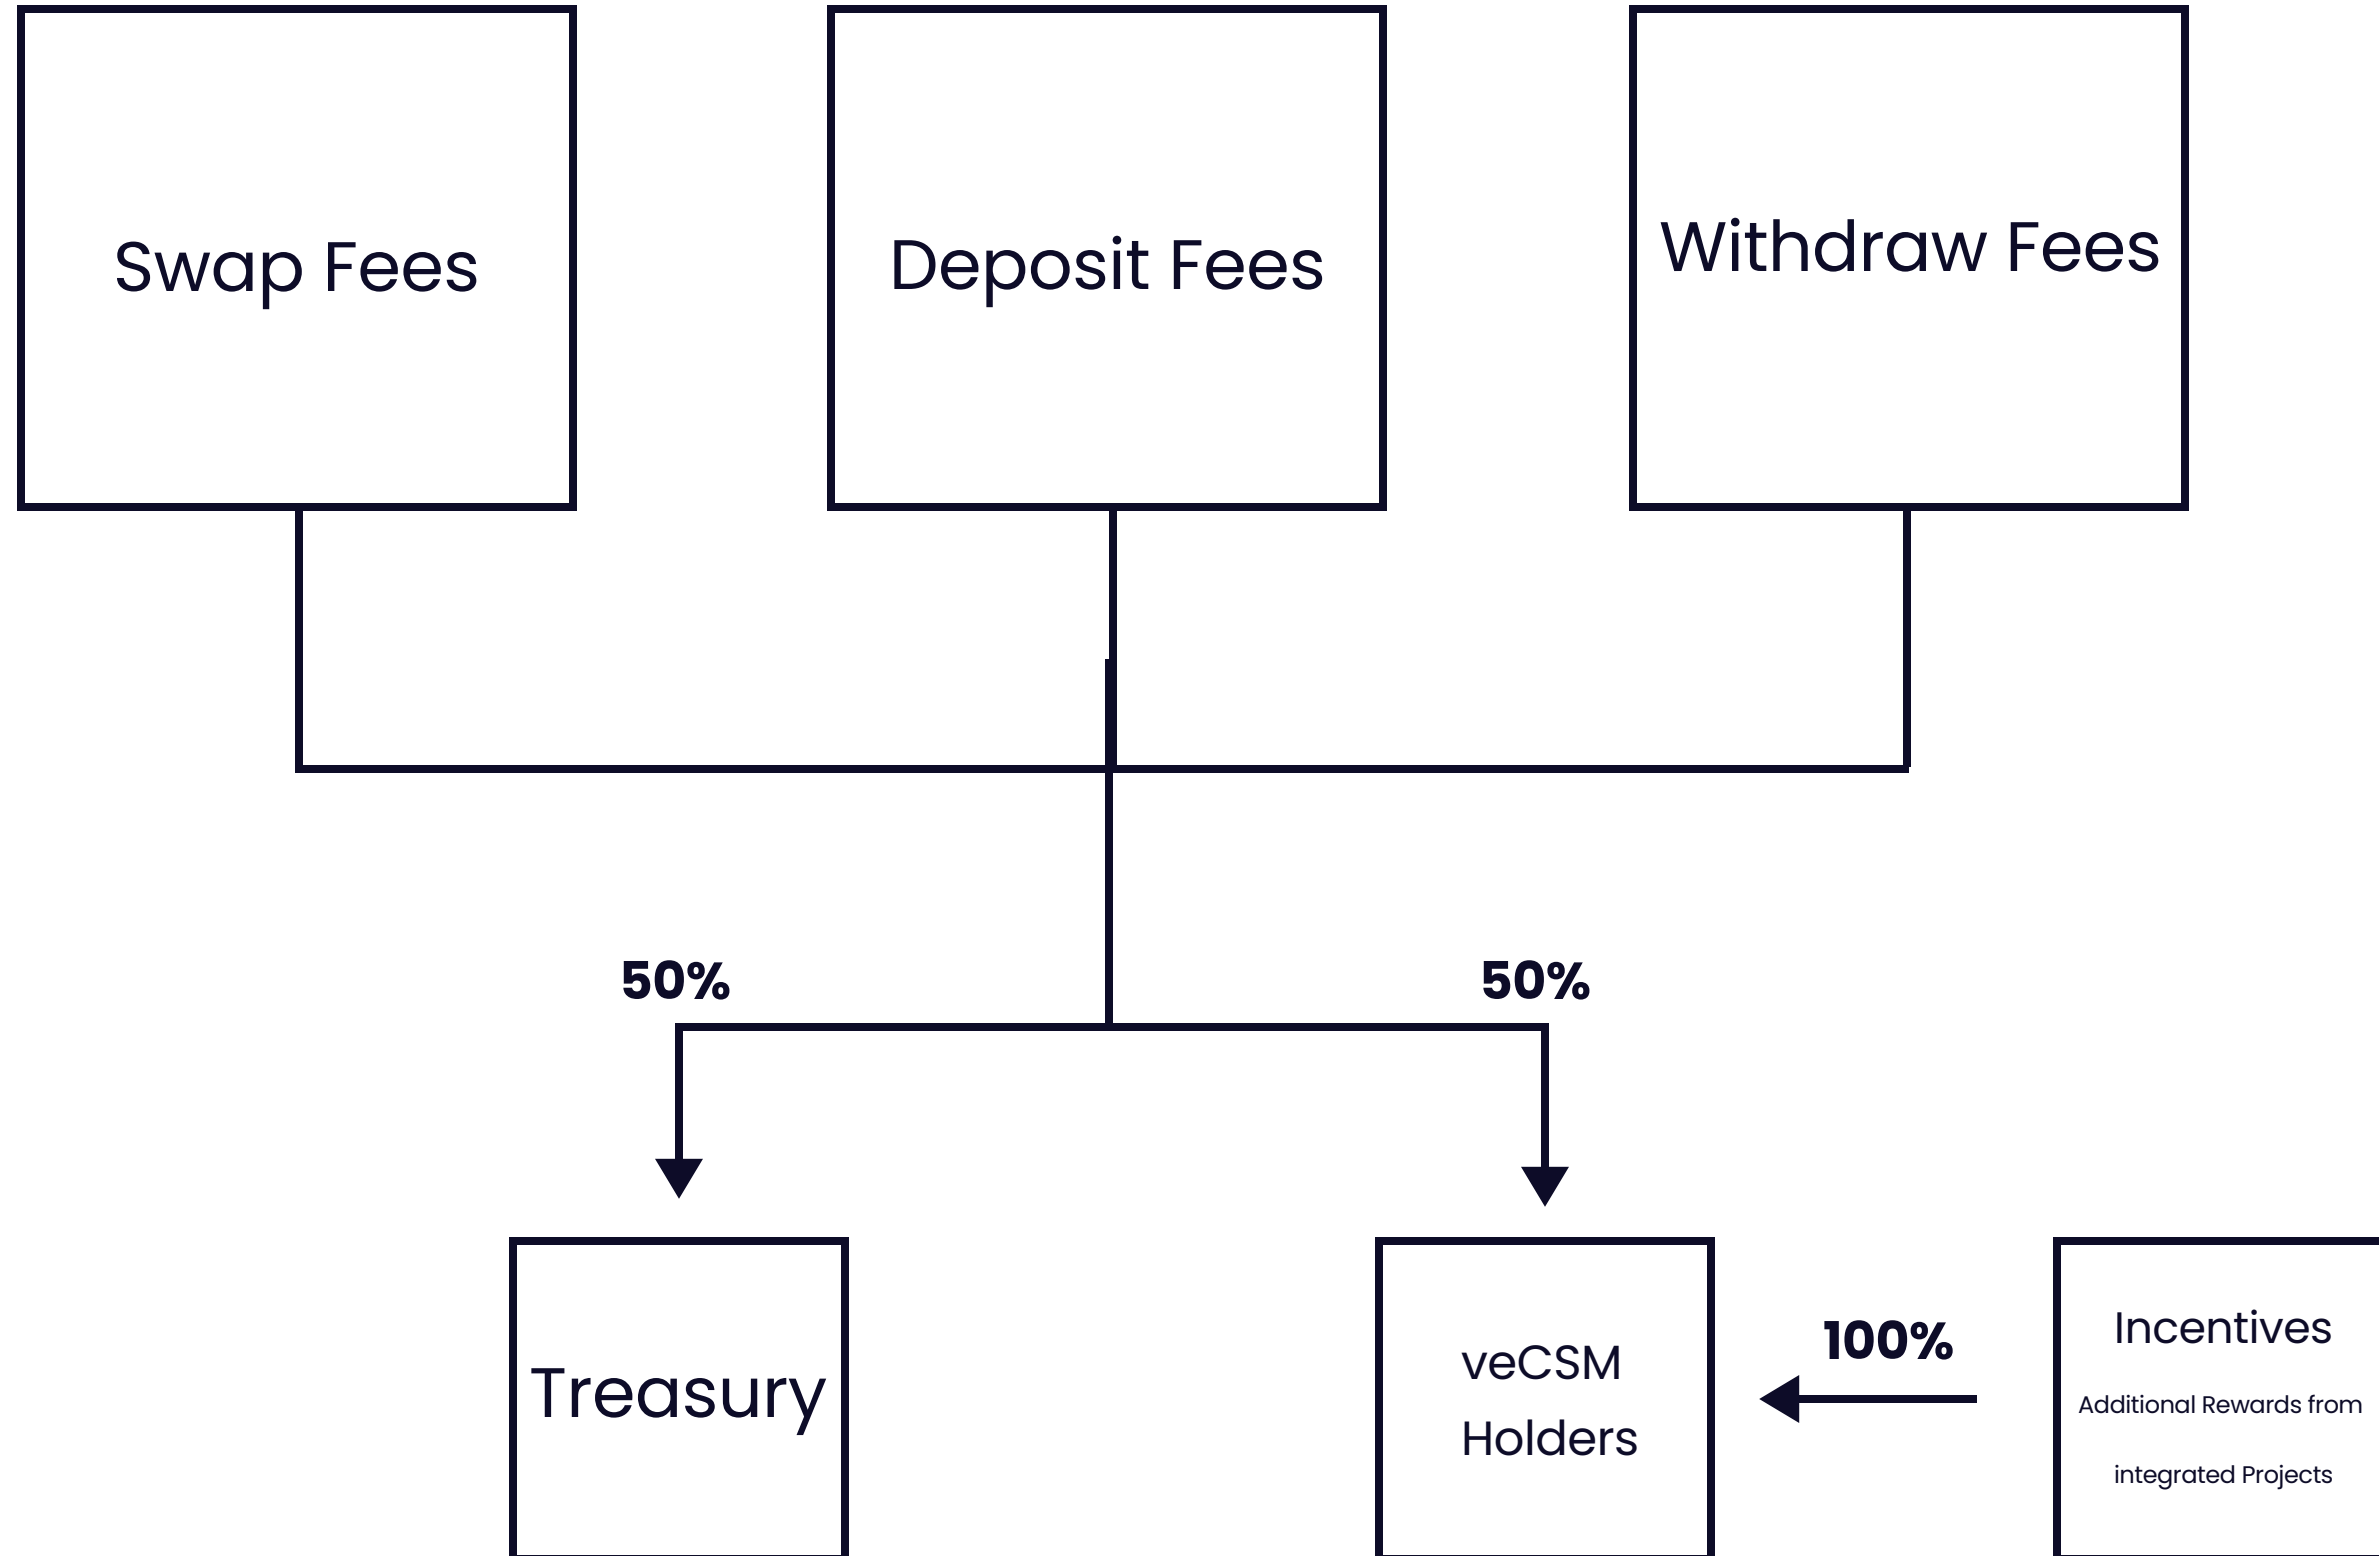 Swap Fees
Deposit Fees
Withdraw Fees
50%
50%
Treasury
veCSM
Holders
100%
Incentives
Additional Rewards from
integrated Projects